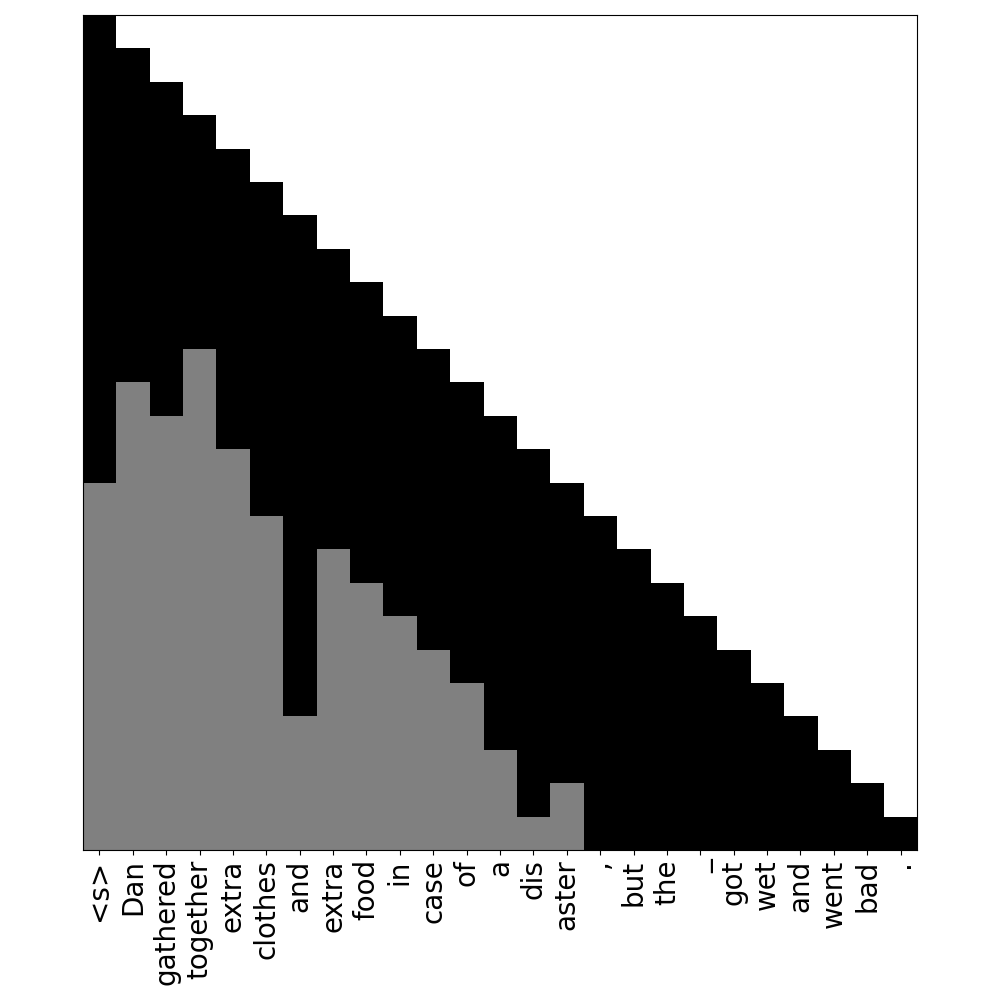 <s> Dan gathered together extra clothes and extra food in case of a dis aster , but the _ got wet and went bad .